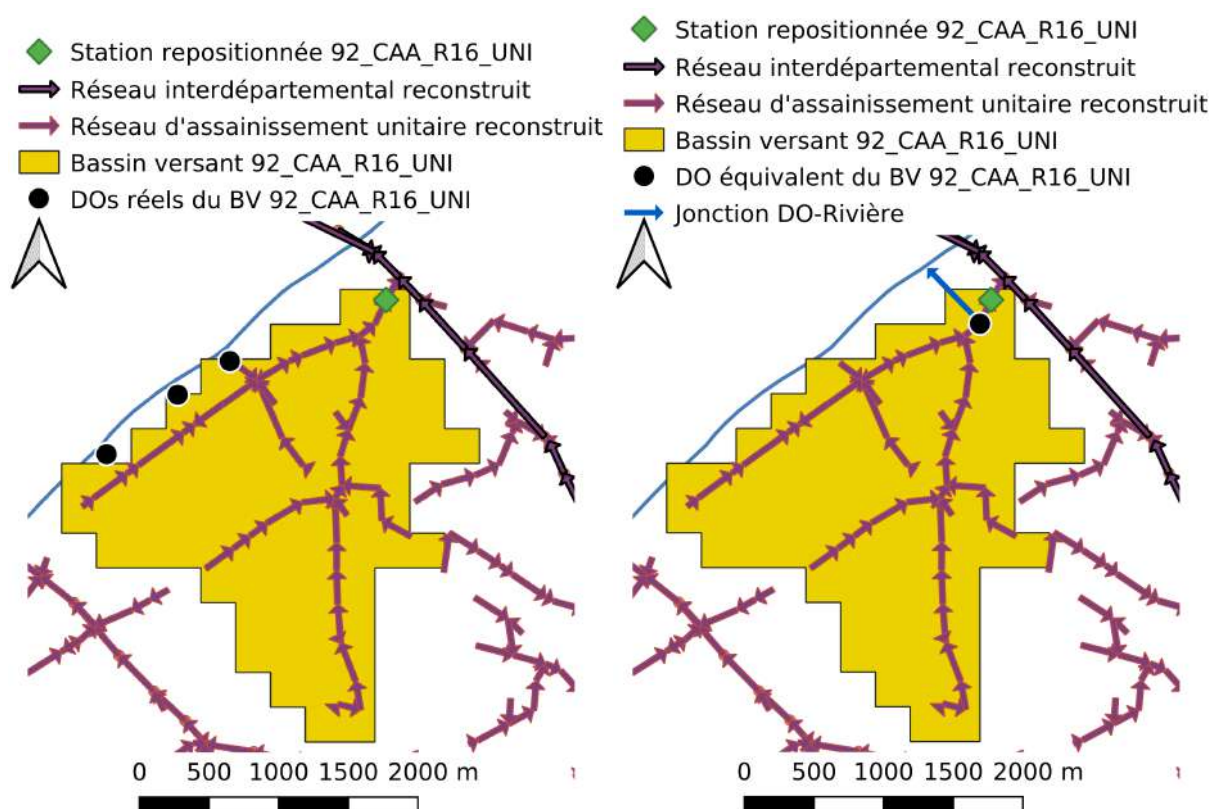 Station repositionnée 92_CAA_R16_UNI
Réseau interdépartemental reconstruit
Réseau d'assainissement unitaire reconstruit
Bassin versant 92_CAA_R16_UNI
DOs réels du BV 92_CAA_R16_UNI
0 500 1000 1500 2000 m
Station repositionnée 92_CAA_R16_UNI
Réseau interdépartemental reconstruit
Réseau d'assainissement unitaire reconstruit
Bassin versant 92_CAA_R16_UNI
DO équivalent du BV 92_CAA_R16_UNI
Jonction DO-Rivière
0 500 1000 1500 2000 m